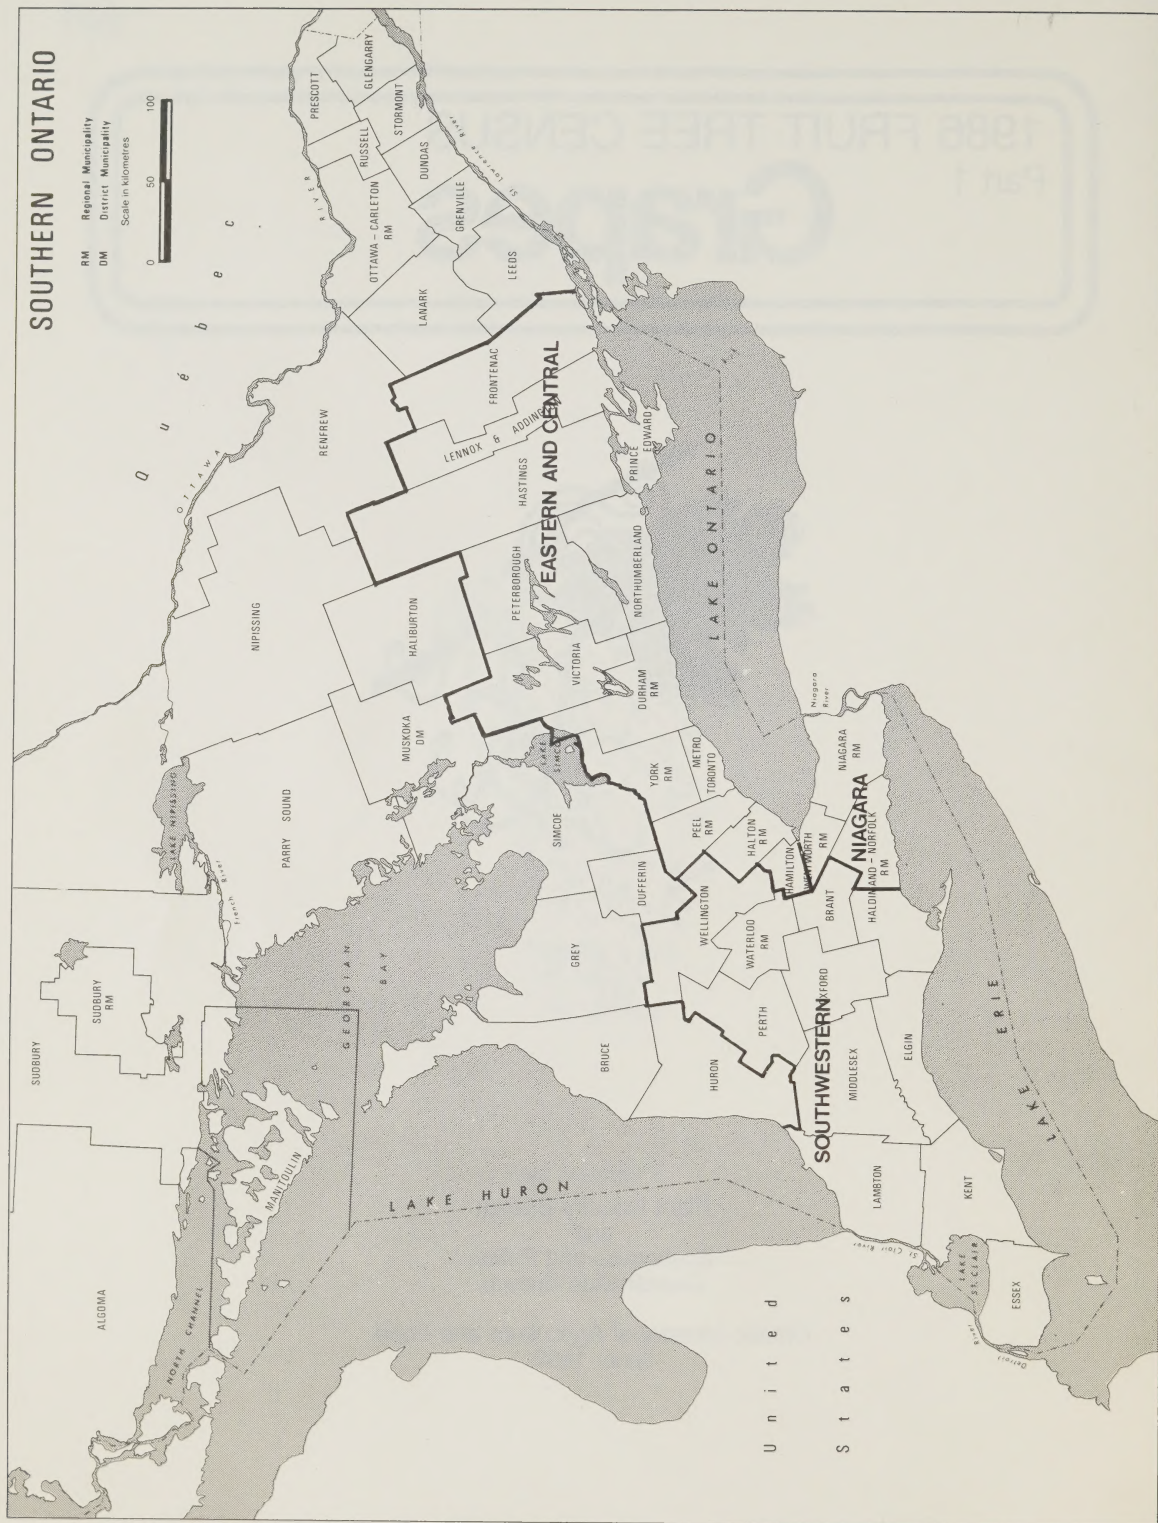 SOUTHERN ONTARIO
RM Regional Municipality
DM District Municipality
Scale in kilometres
0 50 100
Québec
OTTAWA RIVER
PRESCOTT
GLENGARRY
RUSSELL
STORMONT
OTTAWA – CARLETON
RM
DUNDAS
GRENVILLE
St. Lawrence River
LANARK
LEEDS
RENFREW
FRONTENAC
LENNOX & ADDINGTON
EASTERN AND CENTRAL
HASTINGS
PRINCE
EDWARD
NIPISSING
HALIBURTON
PETERBOROUGH
NORTHUMBERLAND
VICTORIA
DURHAM
RM
LAKE ONTARIO
MUSKOKA
DM
LAKE
SIMCOE
YORK
RM
METRO
TORONTO
Niagara
River
LAKE NIPISSING
PARRY SOUND
French River
SIMCOE
PEEL
RM
HALTON
RM
NIAGARA
RM
NIAGARA
HAMILTON
WENTWORTH
RM
HALDIMAND – NORFOLK
RM
DUFFERIN
WELLINGTON
BRANT
WATERLOO
RM
GREY
SUDBURY
SUDBURY
RM
GEORGIAN
BAY
BRUCE
PERTH
OXFORD
SOUTHWESTERN
HURON
MIDDLESEX
ELGIN
LAKE ERIE
MANITOULIN
LAKE HURON
LAMBTON
KENT
ALGOMA
NORTH CHANNEL
St Clair River
LAKE
ST. CLAIR
ESSEX
Detroit
River
United
States
1986 FRUIT TREE CENSUS
Part 1
Grapes